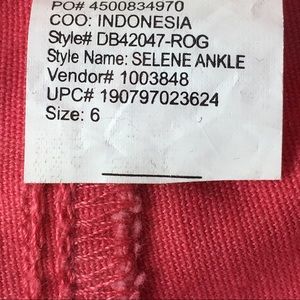 PO# 4500834970
COO: INDONESIA
Style# DB42047-ROG
Style Name: SELENE ANKLE
Vendor# 1003848
UPC# 190797023624
Size: 6